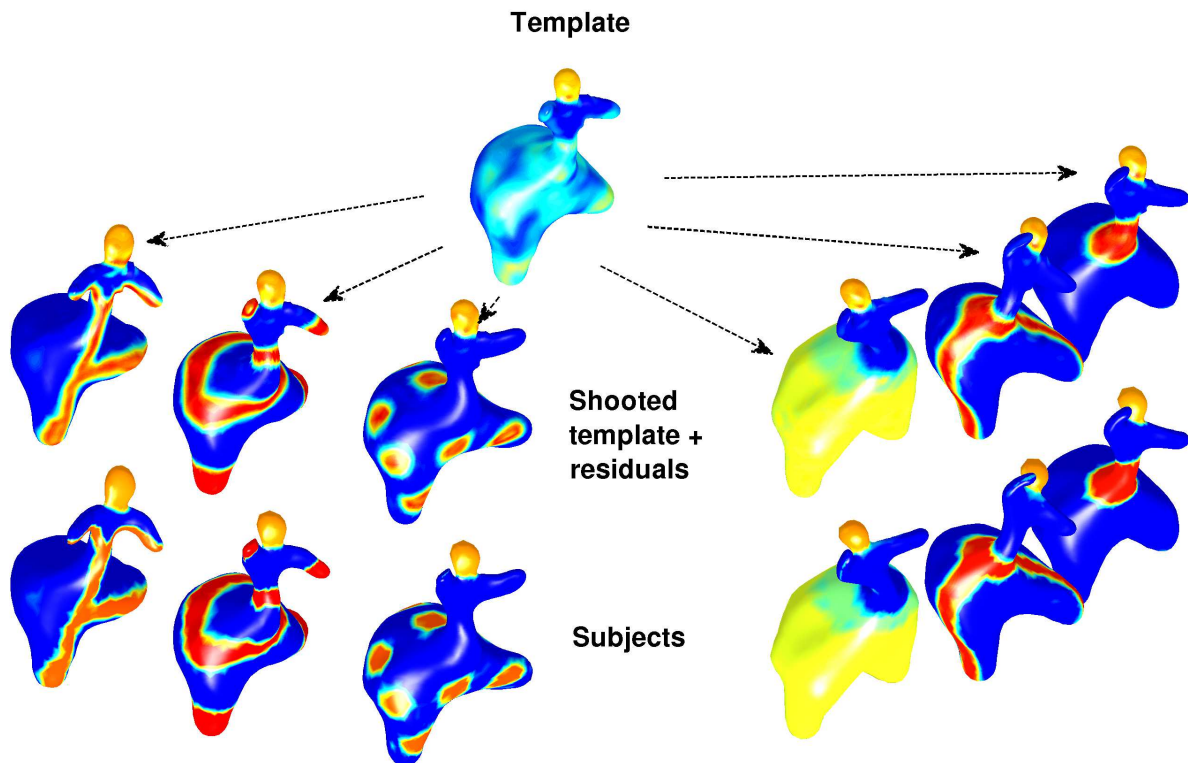 Template
Shooted
template +
residuals
Subjects